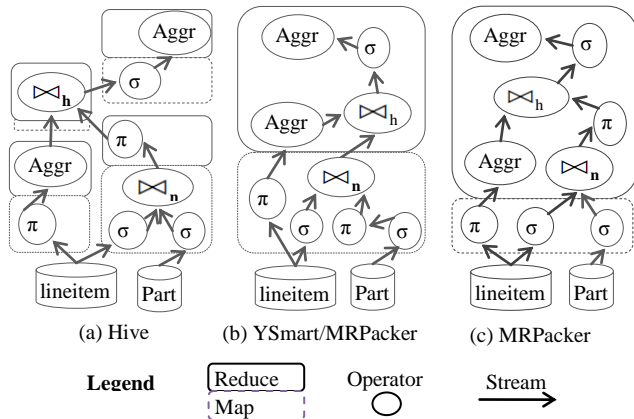 Aggr
σ
⋈h
π
Aggr
⋈n
π
σ
σ
lineitem
Part
(a) Hive
Aggr
σ
Aggr
⋈h
⋈n
π
σ
π
σ
lineitem
Part
(b) YSmart/MRPacker
Aggr
σ
⋈h
π
Aggr
⋈n
π
σ
σ
lineitem
Part
(c) MRPacker
Legend
Reduce
Map
Operator
Stream